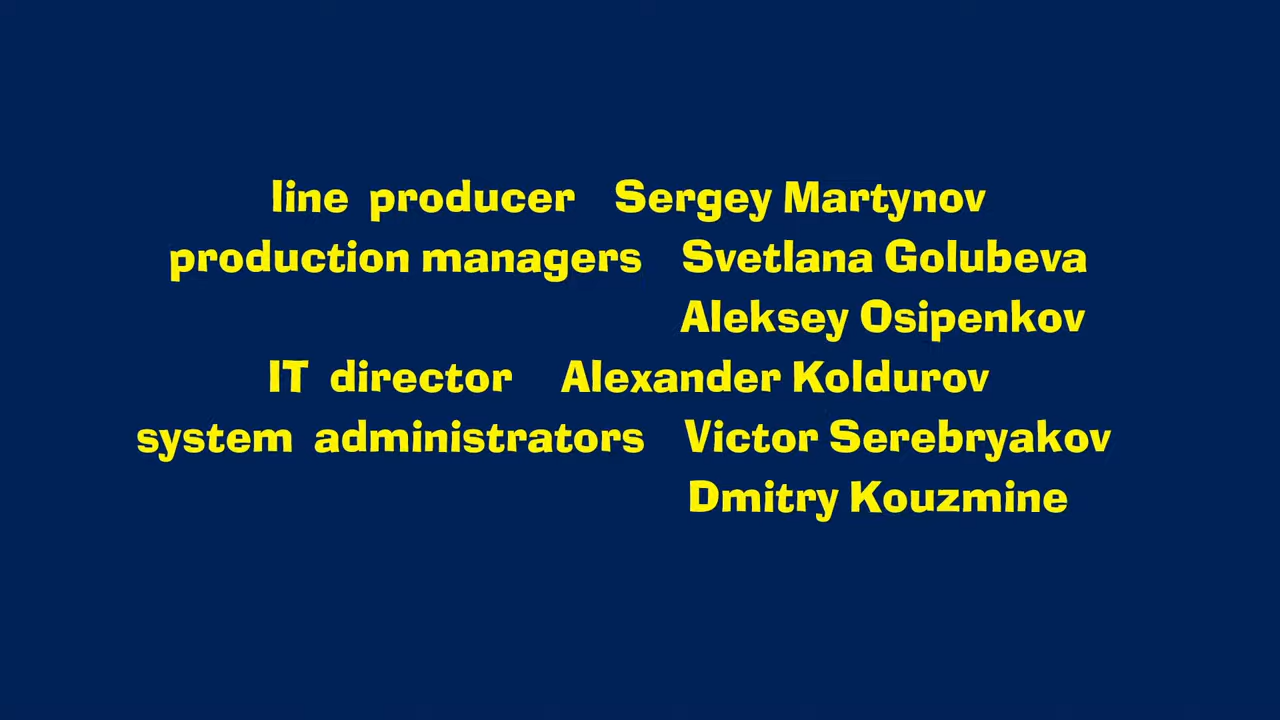 line producer Sergey Martynov
production managers Svetlana Golubeva
Aleksey Osipenkov
IT director Alexander Koldurov
system administrators Victor Serebryakov
Dmitry Kouzmine